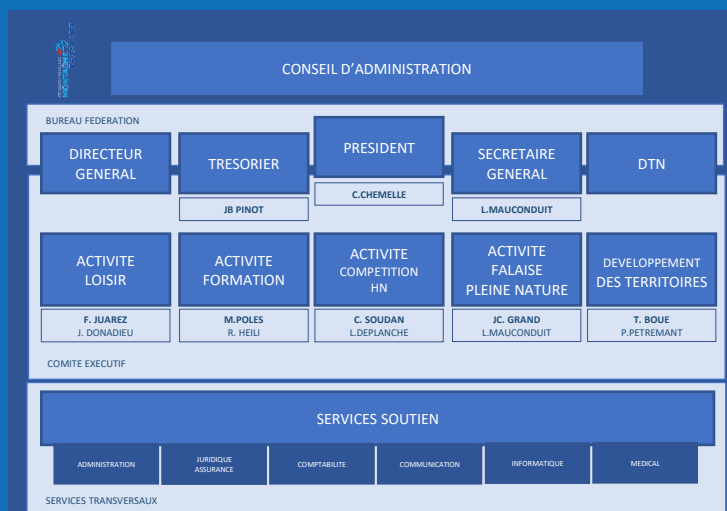 CONSEIL D'ADMINISTRATION
BUREAU FEDERATION
DIRECTEUR
GENERAL
TRESORIER
JB PINOT
PRESIDENT
C.CHEMELLE
SECRETAIRE
GENERAL
L.MAUCONDUIT
DTN
ACTIVITE
LOISIR
F. JUAREZ
J. DONADIEU
ACTIVITE
FORMATION
M.POLES
R. HEILI
ACTIVITE
COMPETITION
HN
C. SOUDAN
L.DEPLANCHE
ACTIVITE
FALAISE
PLEINE NATURE
JC. GRAND
L.MAUCONDUIT
DEVELOPPEMENT
DES TERRITOIRES
T. BOUE
P.PETREMANT
COMITE EXECUTIF
SERVICES SOUTIEN
ADMINISTRATION
JURIDIQUE
ASSURANCE
COMPTABILITE
COMMUNICATION
INFORMATIQUE
MEDICAL
SERVICES TRANSVERSAUX